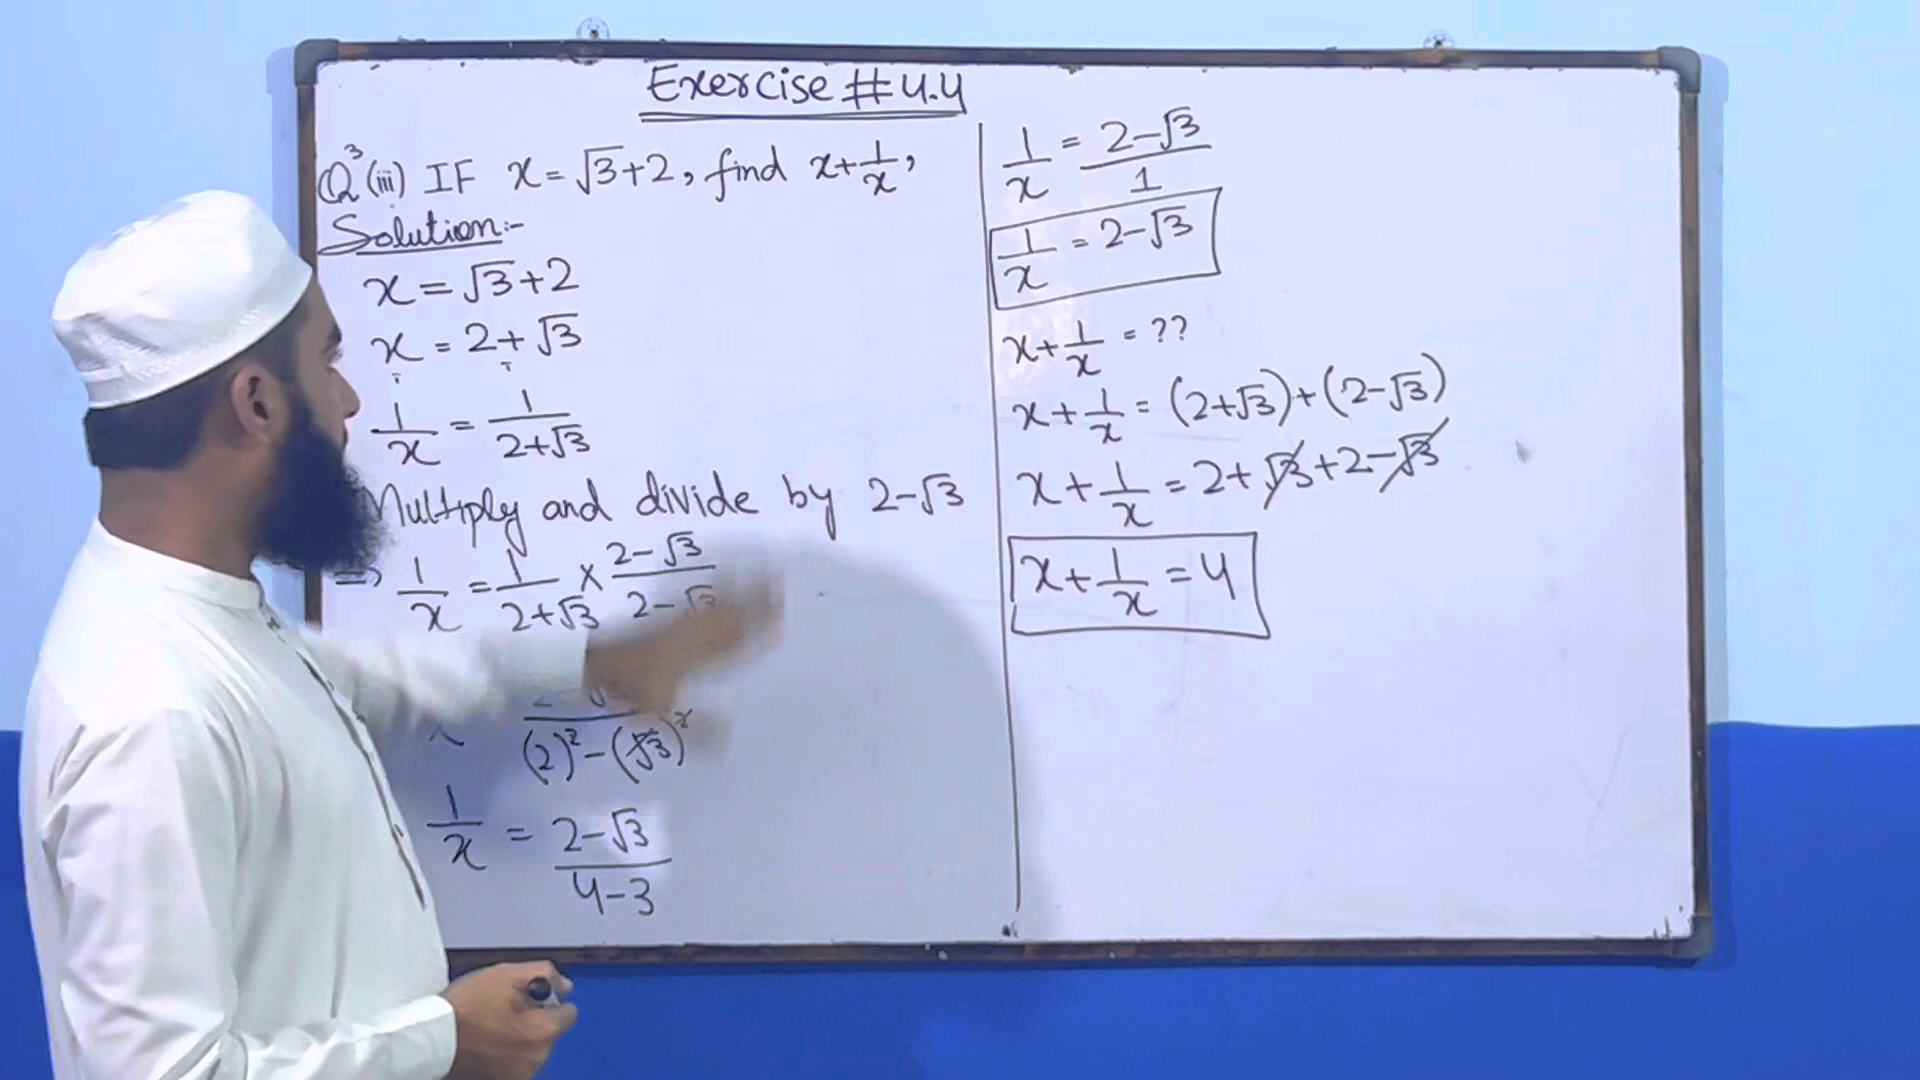 Exercise #4.4
Q3 (iii) IF x = √3+2, find x+1/x,
Solution:-
x = √3+2
x = 2+√3
1/x = 1/(2+√3)
Multiply and divide by 2-√3
=> 1/x = 1/(2+√3) × (2-√3)/(2-√3)
(2)²-(√3)²
1/x = (2-√3)/(4-3)
1/x = (2-√3)/1
1/x = 2-√3
x+1/x = ??
x+1/x = (2+√3)+(2-√3)
x+1/x = 2+√3+2-√3
x+1/x = 4